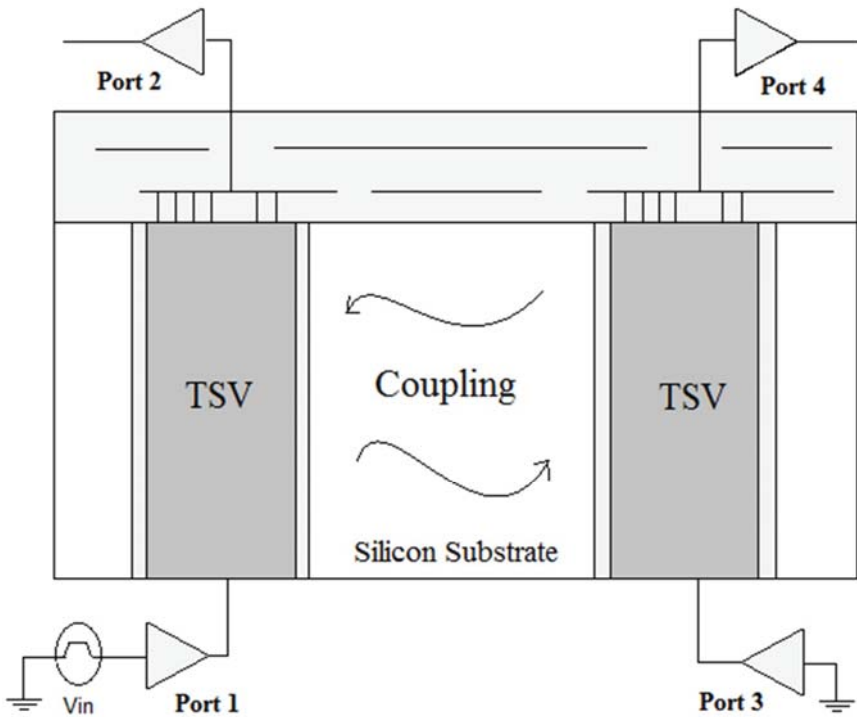 Port 2
Port 4
TSV
Coupling
TSV
Silicon Substrate
Vin
Port 1
Port 3